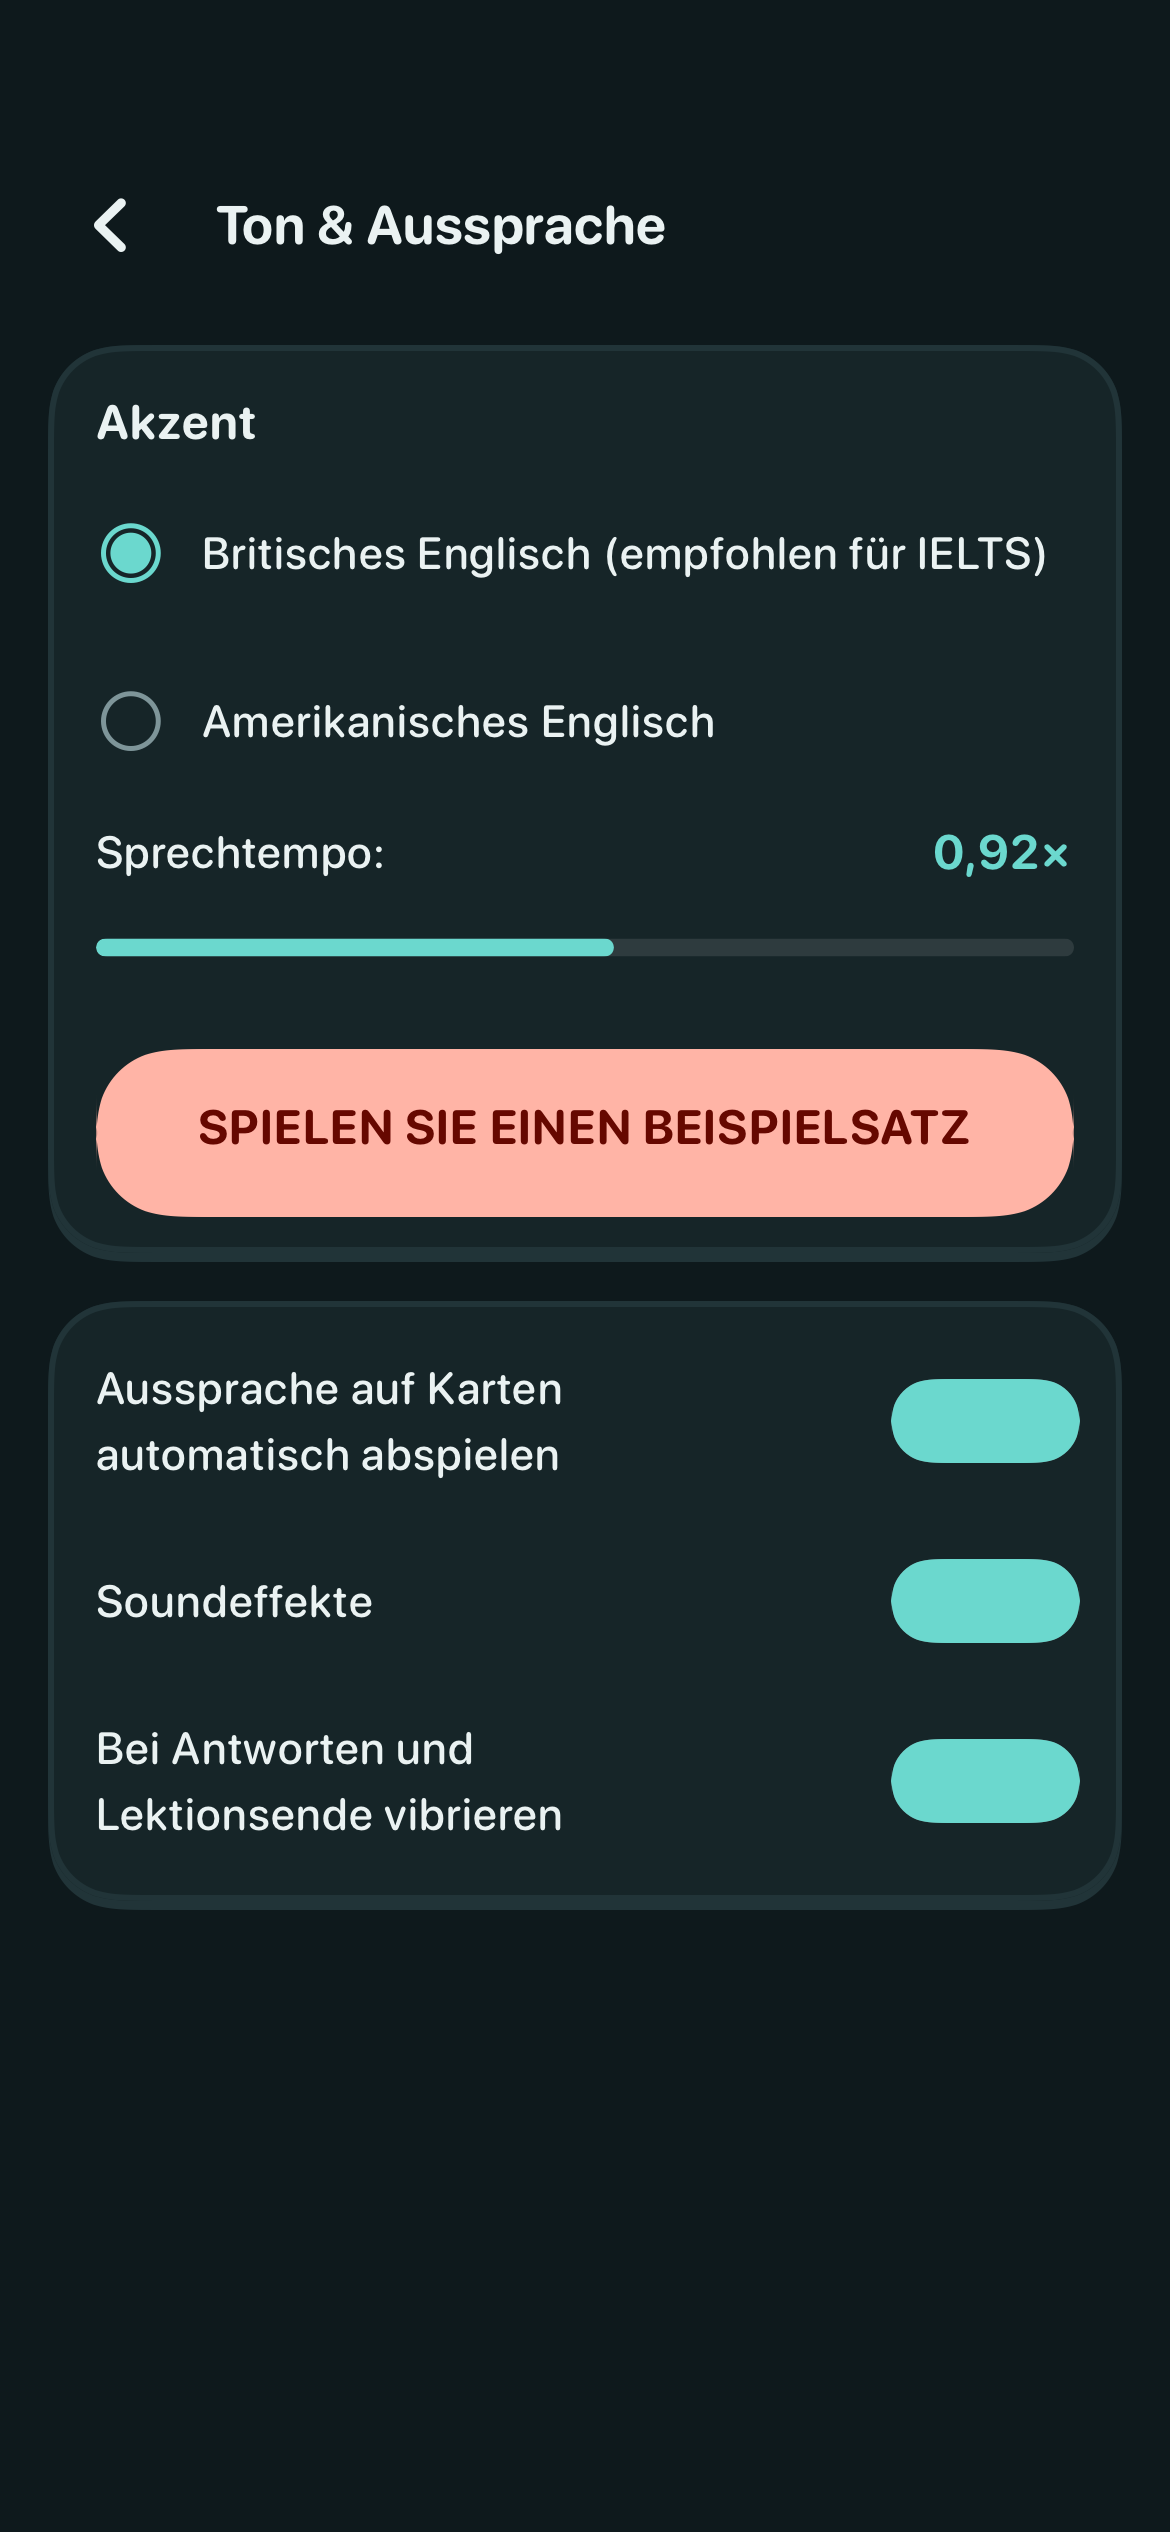 Ton & Aussprache
Akzent
Britisches Englisch (empfohlen für IELTS)
Amerikanisches Englisch
Sprechtempo: 0,92×
SPIELEN SIE EINEN BEISPIELSATZ
Aussprache auf Karten
automatisch abspielen
Soundeffekte
Bei Antworten und
Lektionsende vibrieren